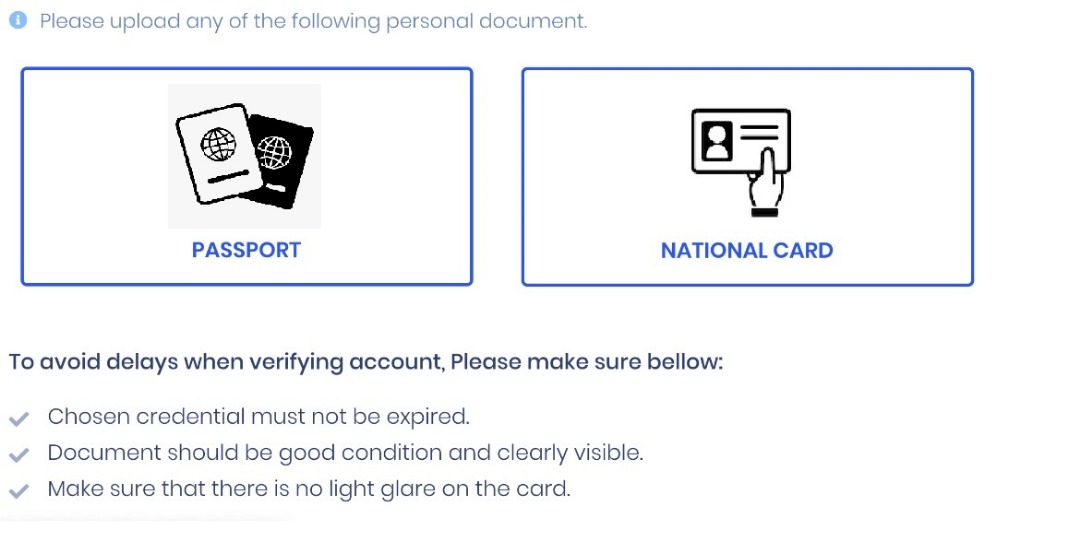 Please upload any of the following personal document.
PASSPORT
NATIONAL CARD
To avoid delays when verifying account, Please make sure bellow:
Chosen credential must not be expired.
Document should be good condition and clearly visible.
Make sure that there is no light glare on the card.